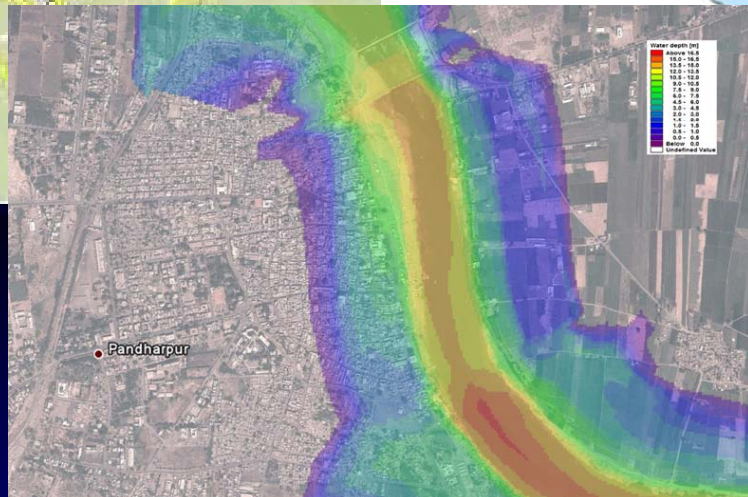 Water depth [m]
Above 16.5
15.0 - 16.5
13.5 - 15.0
12.0 - 13.5
10.5 - 12.0
9.0 - 10.5
7.5 - 9.0
6.0 - 7.5
4.5 - 6.0
3.0 - 4.5
2.0 - 3.0
1.0 - 1.5
0.5 - 1.0
0.0 - 0.5
Below 0.0
Undefined Value
Pandharpur